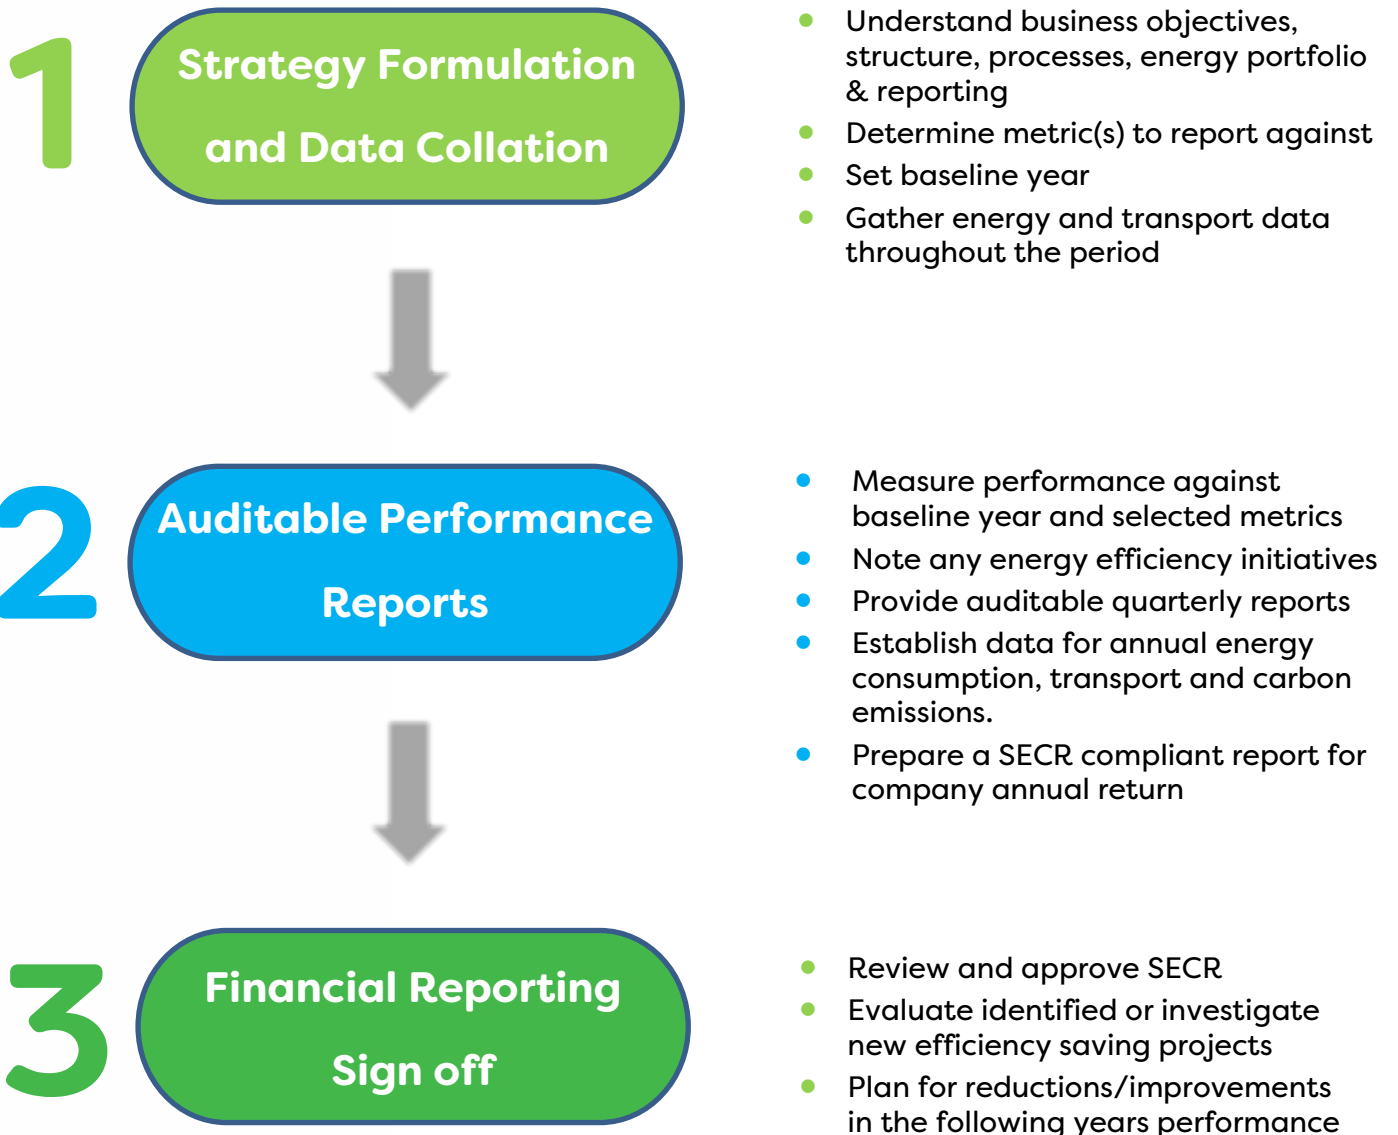 1
Strategy Formulation
and Data Collation
• Understand business objectives,
structure, processes, energy portfolio
& reporting
• Determine metric(s) to report against
• Set baseline year
• Gather energy and transport data
throughout the period
2
Auditable Performance
Reports
• Measure performance against
baseline year and selected metrics
• Note any energy efficiency initiatives
• Provide auditable quarterly reports
• Establish data for annual energy
consumption, transport and carbon
emissions.
• Prepare a SECR compliant report for
company annual return
3
Financial Reporting
Sign off
• Review and approve SECR
• Evaluate identified or investigate
new efficiency saving projects
• Plan for reductions/improvements
in the following years performance